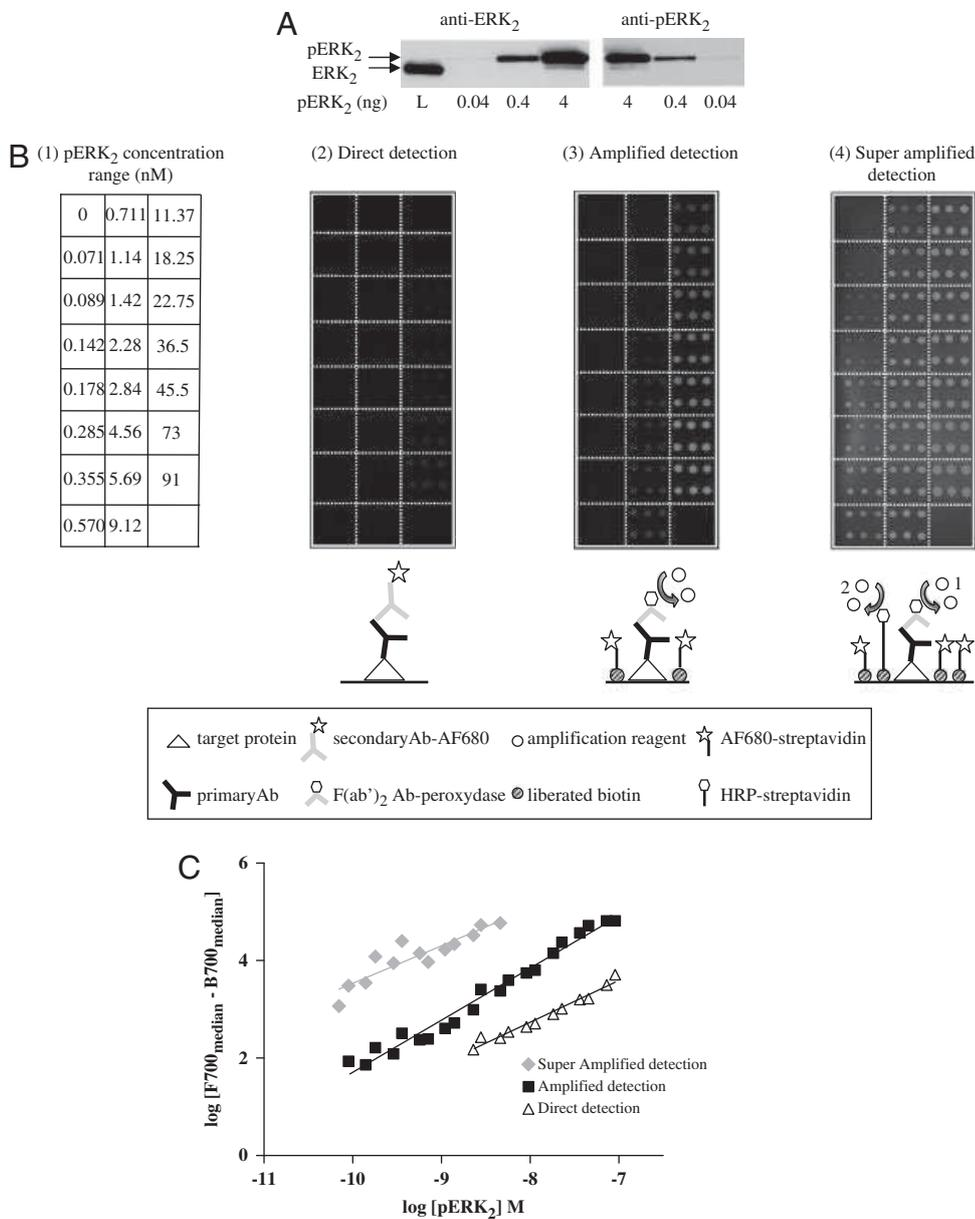 A
anti-ERK2 anti-pERK2
pERK2
ERK2
pERK2 (ng) L 0.04 0.4 4 4 0.4 0.04
B
(1) pERK2 concentration
range (nM)
(2) Direct detection
(3) Amplified detection
(4) Super amplified
detection
0 0.711 11.37
0.071 1.14 18.25
0.089 1.42 22.75
0.142 2.28 36.5
0.178 2.84 45.5
0.285 4.56 73
0.355 5.69 91
0.570 9.12
2 1
target protein secondaryAb-AF680 amplification reagent AF680-streptavidin
primaryAb F(ab')2 Ab-peroxydase liberated biotin HRP-streptavidin
C
6
4
2
0
log [F700median - B700median]
Super Amplified detection
Amplified detection
Direct detection
-11 -10 -9 -8 -7
log [pERK2] M